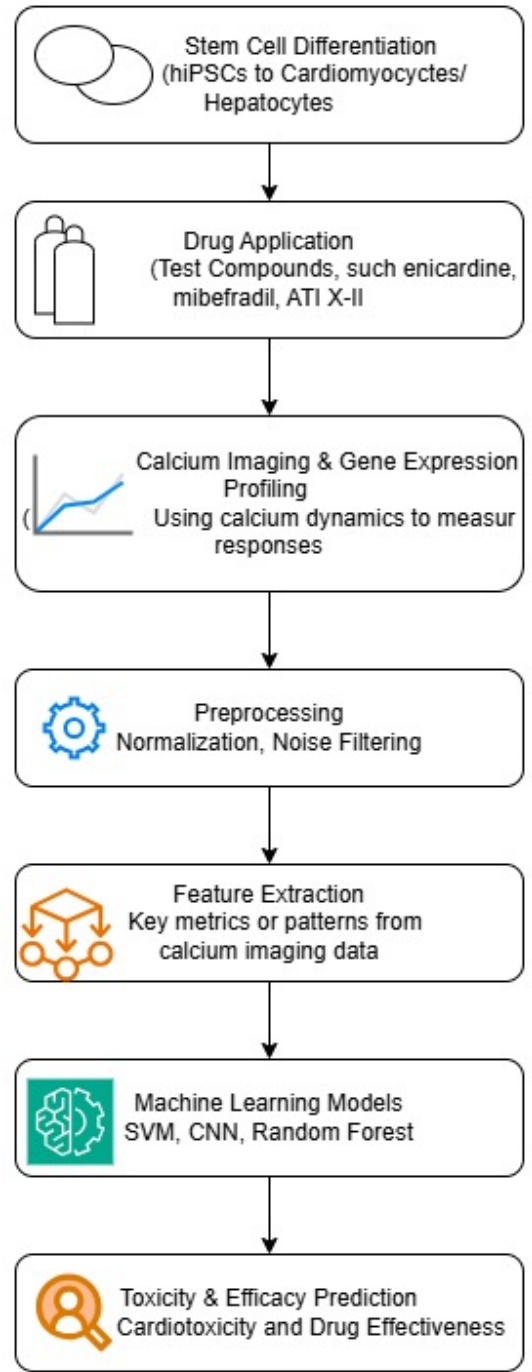 Stem Cell Differentiation
(hiPSCs to Cardiomyocyctes/
Hepatocytes
Drug Application
(Test Compounds, such enicardine,
mibefradil, ATI X-II
Calcium Imaging & Gene Expression
Profiling
( Using calcium dynamics to measur
responses
Preprocessing
Normalization, Noise Filtering
Feature Extraction
Key metrics or patterns from
calcium imaging data
Machine Learning Models
SVM, CNN, Random Forest
Toxicity & Efficacy Prediction
Cardiotoxicity and Drug Effectiveness